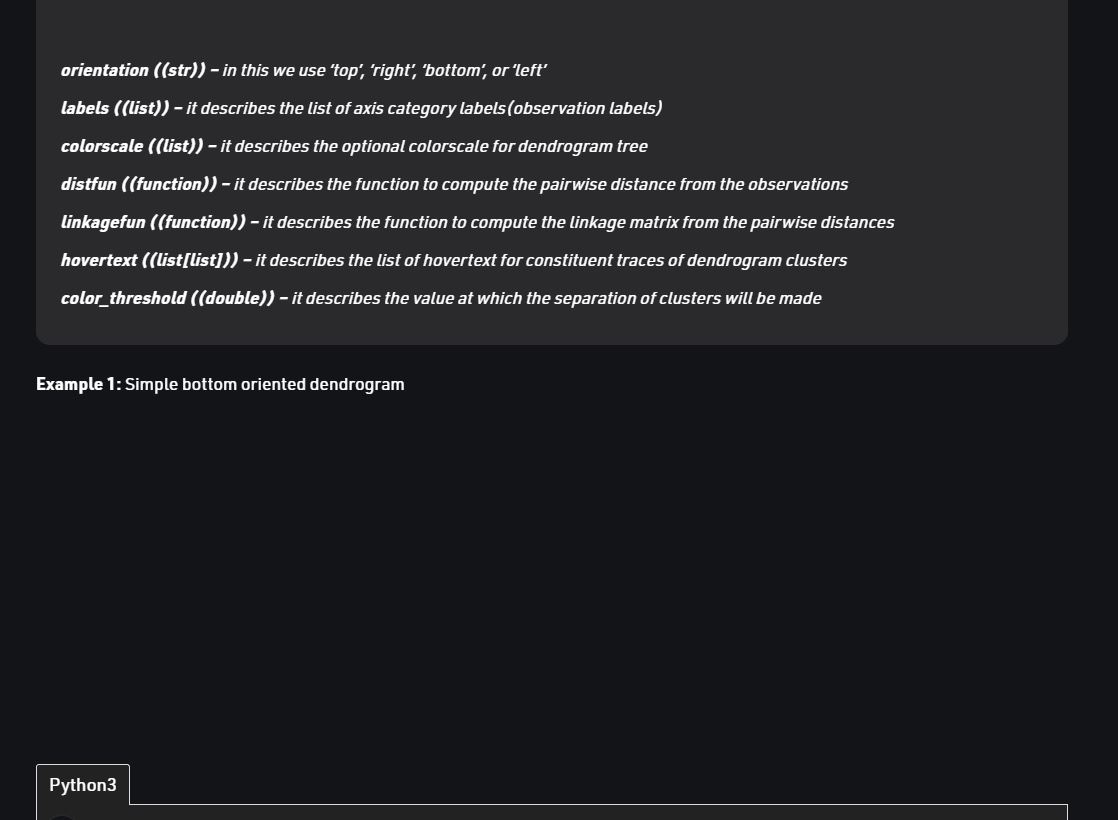 orientation ((str)) – in this we use ‘top’, ‘right’, ‘bottom’, or ‘left’
labels ((list)) – it describes the list of axis category labels(observation labels)
colorscale ((list)) – it describes the optional colorscale for dendrogram tree
distfun ((function)) – it describes the function to compute the pairwise distance from the observations
linkagefun ((function)) – it describes the function to compute the linkage matrix from the pairwise distances
hovertext ((list[list])) – it describes the list of hovertext for constituent traces of dendrogram clusters
color_threshold ((double)) – it describes the value at which the separation of clusters will be made
Example 1: Simple bottom oriented dendrogram
Python3